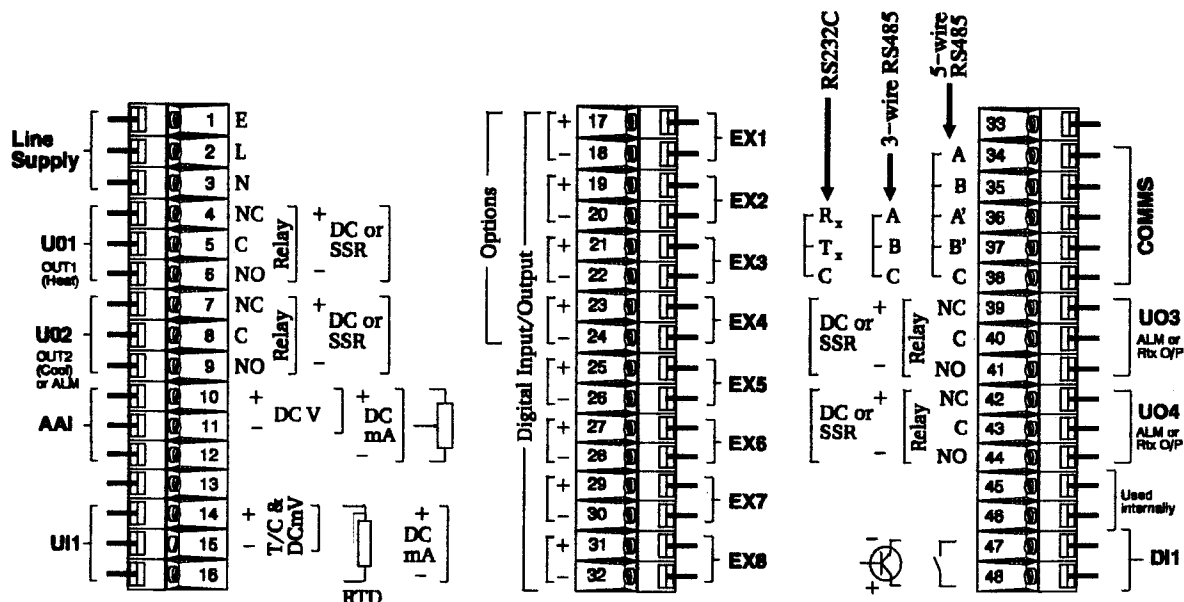 Line
Supply
1 E
2 L
3 N
U01
OUT1
(Heat)
4 NC
5 C
6 NO
Relay
+ DC or
SSR
-
U02
OUT2
(Cool)
or ALM
7 NC
8 C
9 NO
Relay
+ DC or
SSR
-
AAI
10
11
12
+
- DC V
+ DC
mA
-
13
UI1
14
15
16
+
-
T/C &
DCmV
RTD
+
DC
mA
-
Options
Digital Input/Output
+ 17
- 18
EX1
+ 19
- 20
EX2
+ 21
- 22
EX3
+ 23
- 24
EX4
+ 25
- 26
EX5
+ 27
- 28
EX6
+ 29
- 30
EX7
+ 31
- 32
EX8
RS232C
3-wire RS485
5-wire
RS485
33
A 34
B 35
Rx A A' 36
Tx B B' 37
C C C 38
COMMS
DC or
SSR
+
-
Relay
NC 39
C 40
NO 41
UO3
ALM or
Rtx O/P
DC or
SSR
+
-
Relay
NC 42
C 43
NO 44
UO4
ALM or
Rtx O/P
45
46
Used
internally
-
+
47
48
DI1